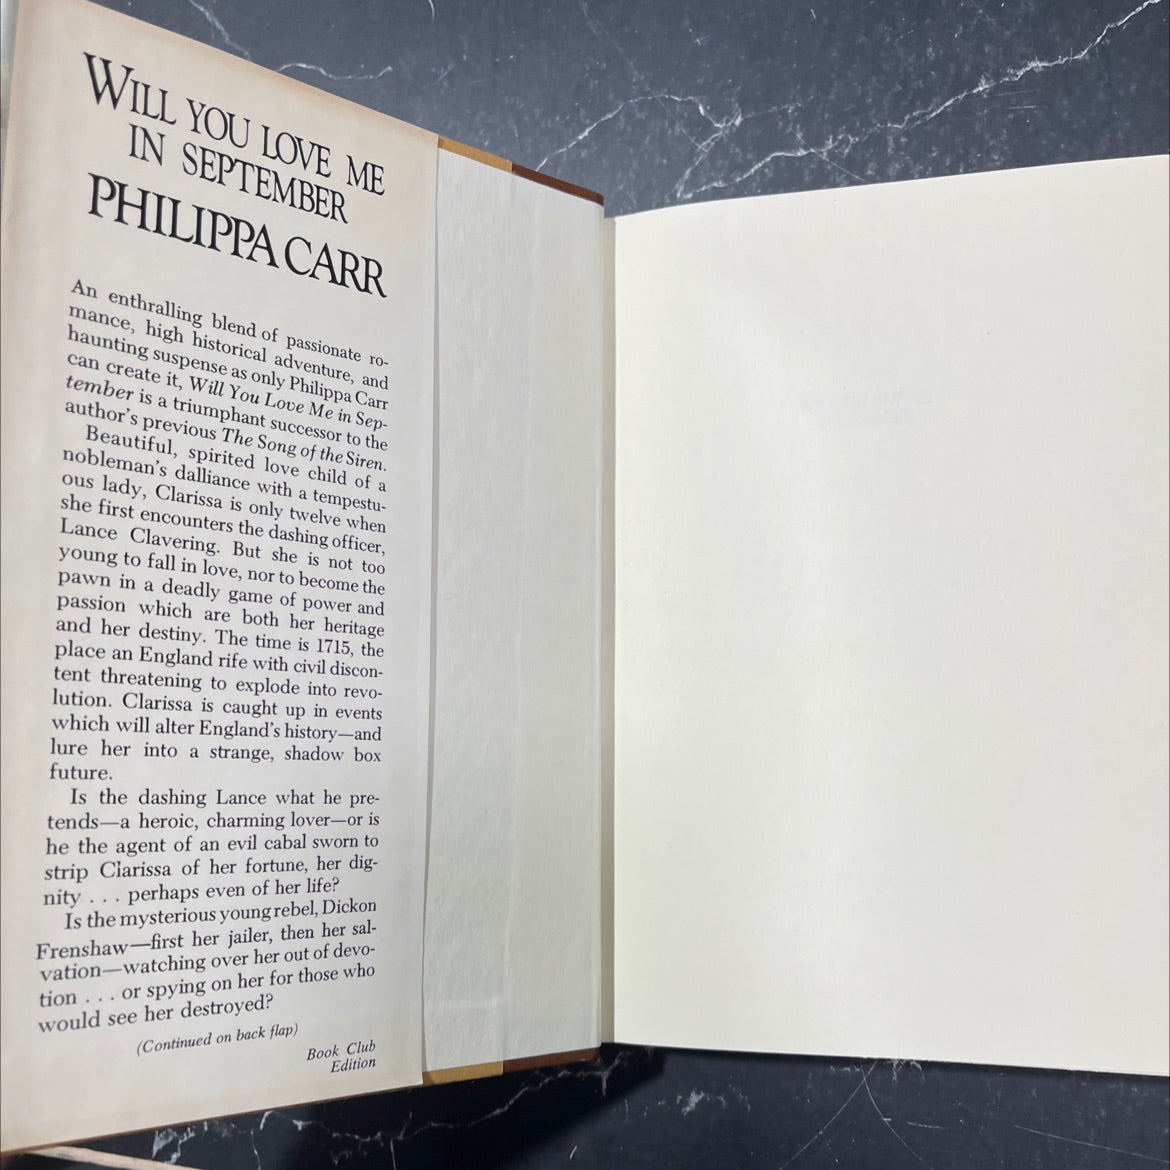 WILL YOU LOVE ME
IN SEPTEMBER
PHILIPPA CARR
An enthralling blend of passionate ro-
mance, high historical adventure, and
haunting suspense as only Philippa Carr
can create it, Will You Love Me in Sep-
tember is a triumphant successor to the
author's previous The Song of the Siren.
Beautiful, spirited love child of a
nobleman's dalliance with a tempestu-
ous lady, Clarissa is only twelve when
she first encounters the dashing officer,
Lance Clavering. But she is not too
young to fall in love, nor to become the
pawn in a deadly game of power and
passion which are both her heritage
and her destiny. The time is 1715, the
place an England rife with civil discon-
tent threatening to explode into revo-
lution. Clarissa is caught up in events
which will alter England's history—and
lure her into a strange, shadow box
future.
Is the dashing Lance what he pre-
tends—a heroic, charming lover—or is
he the agent of an evil cabal sworn to
strip Clarissa of her fortune, her dig-
nity . . . perhaps even of her life?
Is the mysterious young rebel, Dickon
Frenshaw—first her jailer, then her sal-
vation—watching over her out of devo-
tion . . . or spying on her for those who
would see her destroyed?
(Continued on back flap)
Book Club
Edition